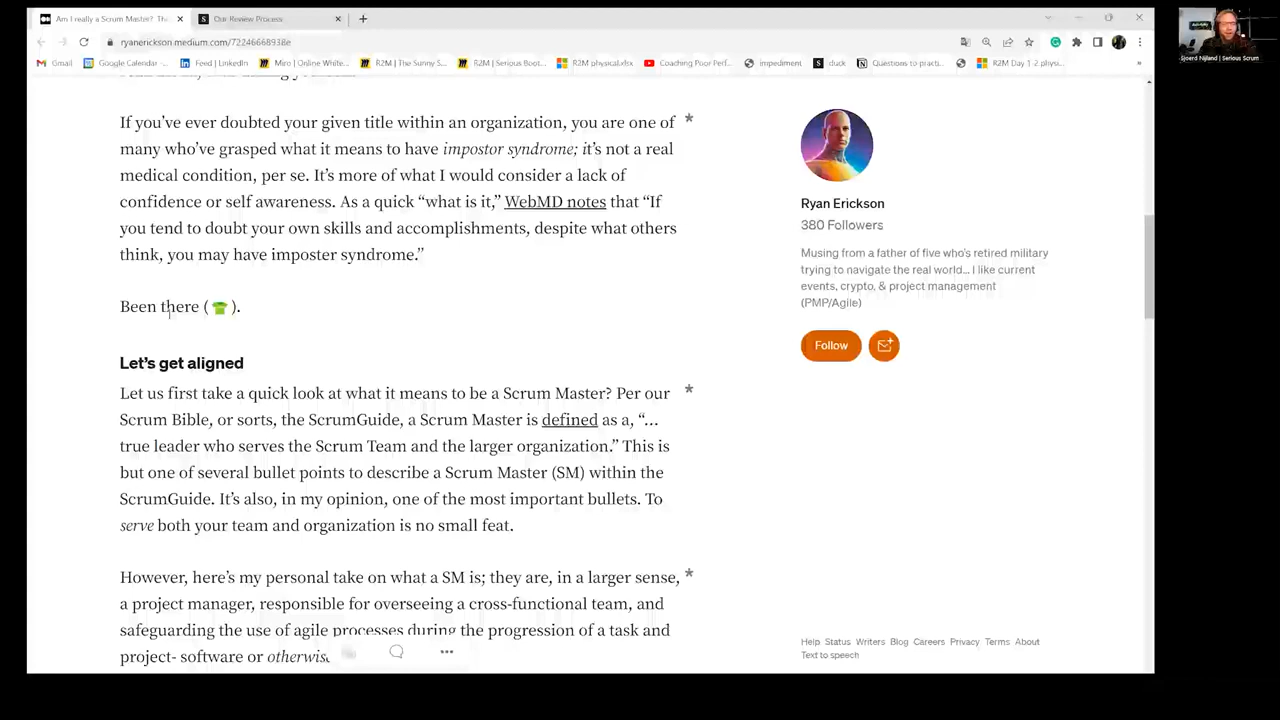 Am I really a Scrum Master? Th
Our Review Process
ryanerickson.medium.com/72246668938e
Gmail
Google Calendar -
Feed | LinkedIn
Miro | Online White...
R2M | The Sunny S...
R2M | Serious Boot...
R2M physical.xlsx
Coaching Poor Perf...
impediment
duck
Questions to practi...
R2M Day 1-2 physi...
»
If you've ever doubted your given title within an organization, you are one of
many who've grasped what it means to have impostor syndrome; it's not a real
medical condition, per se. It's more of what I would consider a lack of
confidence or self awareness. As a quick “what is it,” WebMD notes that “If
you tend to doubt your own skills and accomplishments, despite what others
think, you may have imposter syndrome.”
Been there ( ).
Let's get aligned
Let us first take a quick look at what it means to be a Scrum Master? Per our
Scrum Bible, or sorts, the ScrumGuide, a Scrum Master is defined as a, “…
true leader who serves the Scrum Team and the larger organization.” This is
but one of several bullet points to describe a Scrum Master (SM) within the
ScrumGuide. It's also, in my opinion, one of the most important bullets. To
serve both your team and organization is no small feat.
However, here's my personal take on what a SM is; they are, in a larger sense,
a project manager, responsible for overseeing a cross-functional team, and
safeguarding the use of agile processes during the progression of a task and
project- software or otherwise
*
*
*
Ryan Erickson
380 Followers
Musing from a father of five who's retired military
trying to navigate the real world... I like current
events, crypto, & project management
(PMP/Agile)
Follow
Help Status Writers Blog Careers Privacy Terms About
Text to speech
Sjoerd Nijland | Serious Scrum